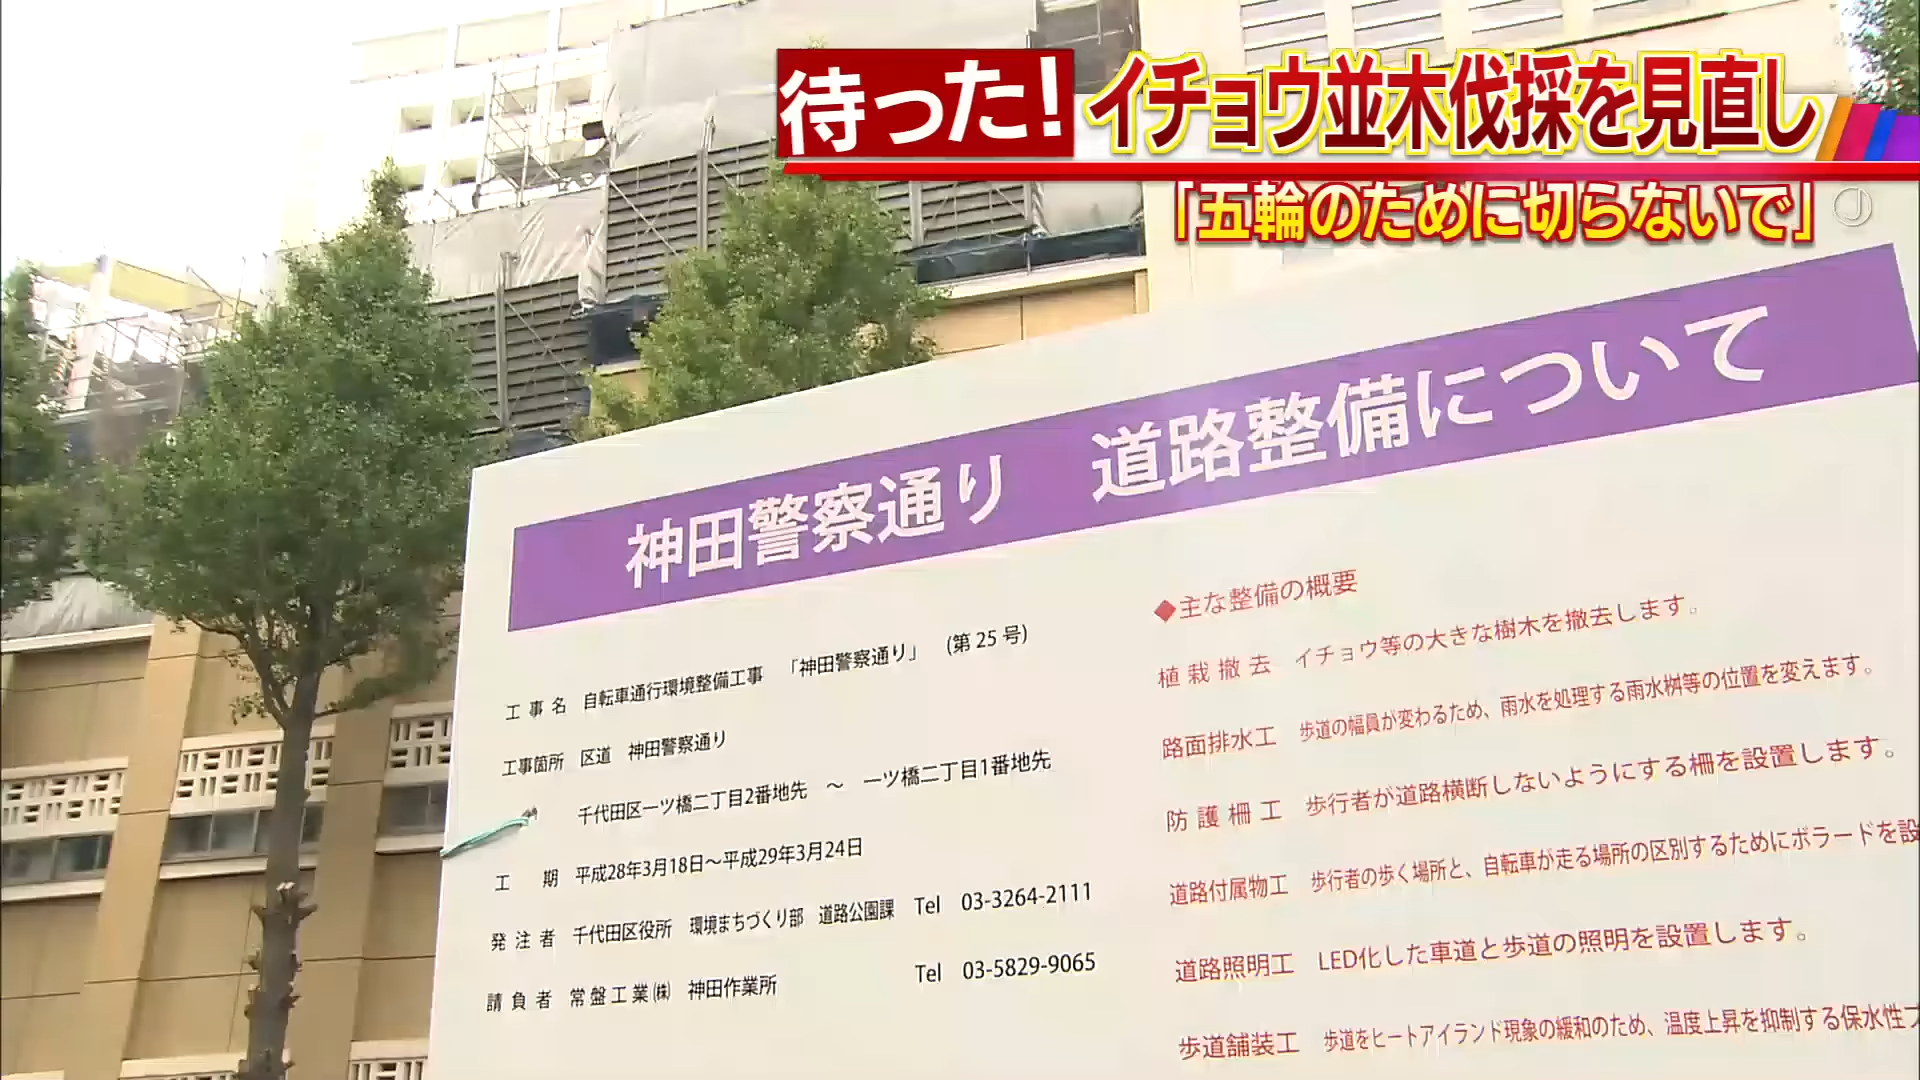 待った！ イチョウ並木伐採を見直し
「五輪のために切らないで」
神田警察通り 道路整備について
工事名 自転車通行環境整備工事 「神田警察通り」 (第25号)
工事箇所 区道 神田警察通り
千代田区一ツ橋二丁目2番地先 ～ 一ツ橋二丁目1番地先
工期 平成28年3月18日～平成29年3月24日
発注者 千代田区役所 環境まちづくり部 道路公園課 Tel 03-3264-2111
請負者 常盤工業㈱ 神田作業所 Tel 03-5829-9065
◆主な整備の概要
植栽撤去 イチョウ等の大きな樹木を撤去します。
路面排水工 歩道の幅員が変わるため、雨水を処理する雨水桝等の位置を変えます。
防護柵工 歩行者が道路横断しないようにする柵を設置します。
道路付属物工 歩行者の歩く場所と、自転車が走る場所の区別するためにボラードを設
道路照明工 LED化した車道と歩道の照明を設置します。
歩道舗装工 歩道をヒートアイランド現象の緩和のため、温度上昇を抑制する保水性ブ